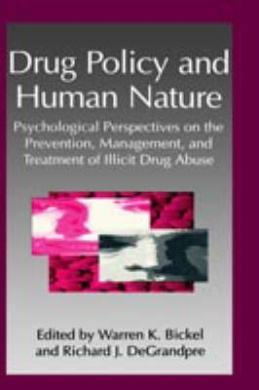 Drug Policy and
Human Nature
Psychological Perspectives on the
Prevention, Management, and
Treatment of Illicit Drug Abuse
Edited by Warren K. Bickel
and Richard J. DeGrandpre